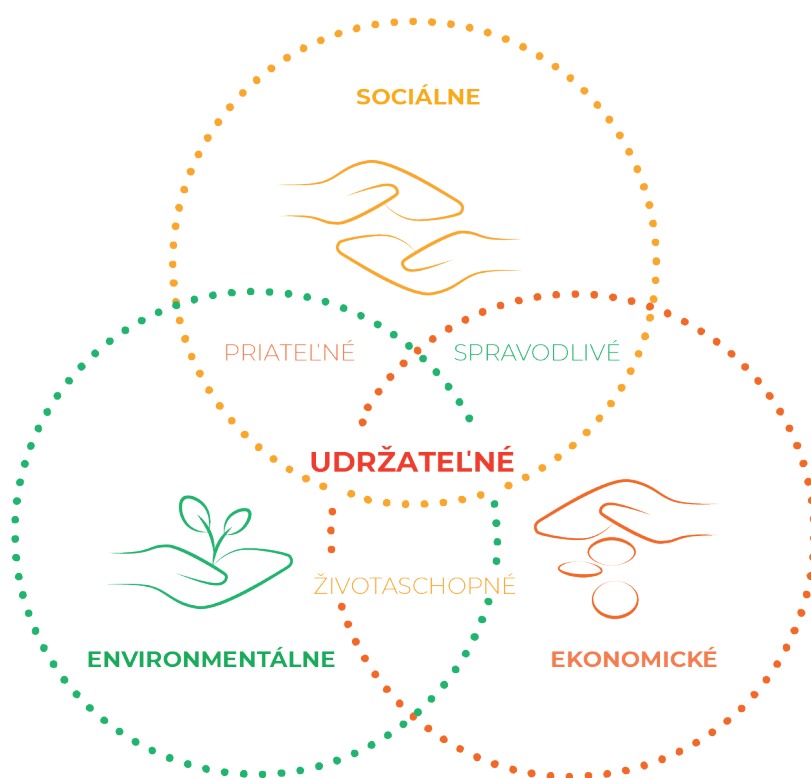 SOCIÁLNE
PRIATEĽNÉ
SPRAVODLIVÉ
UDRŽATEĽNÉ
ŽIVOTASCHOPNÉ
ENVIRONMENTÁLNE
EKONOMICKÉ